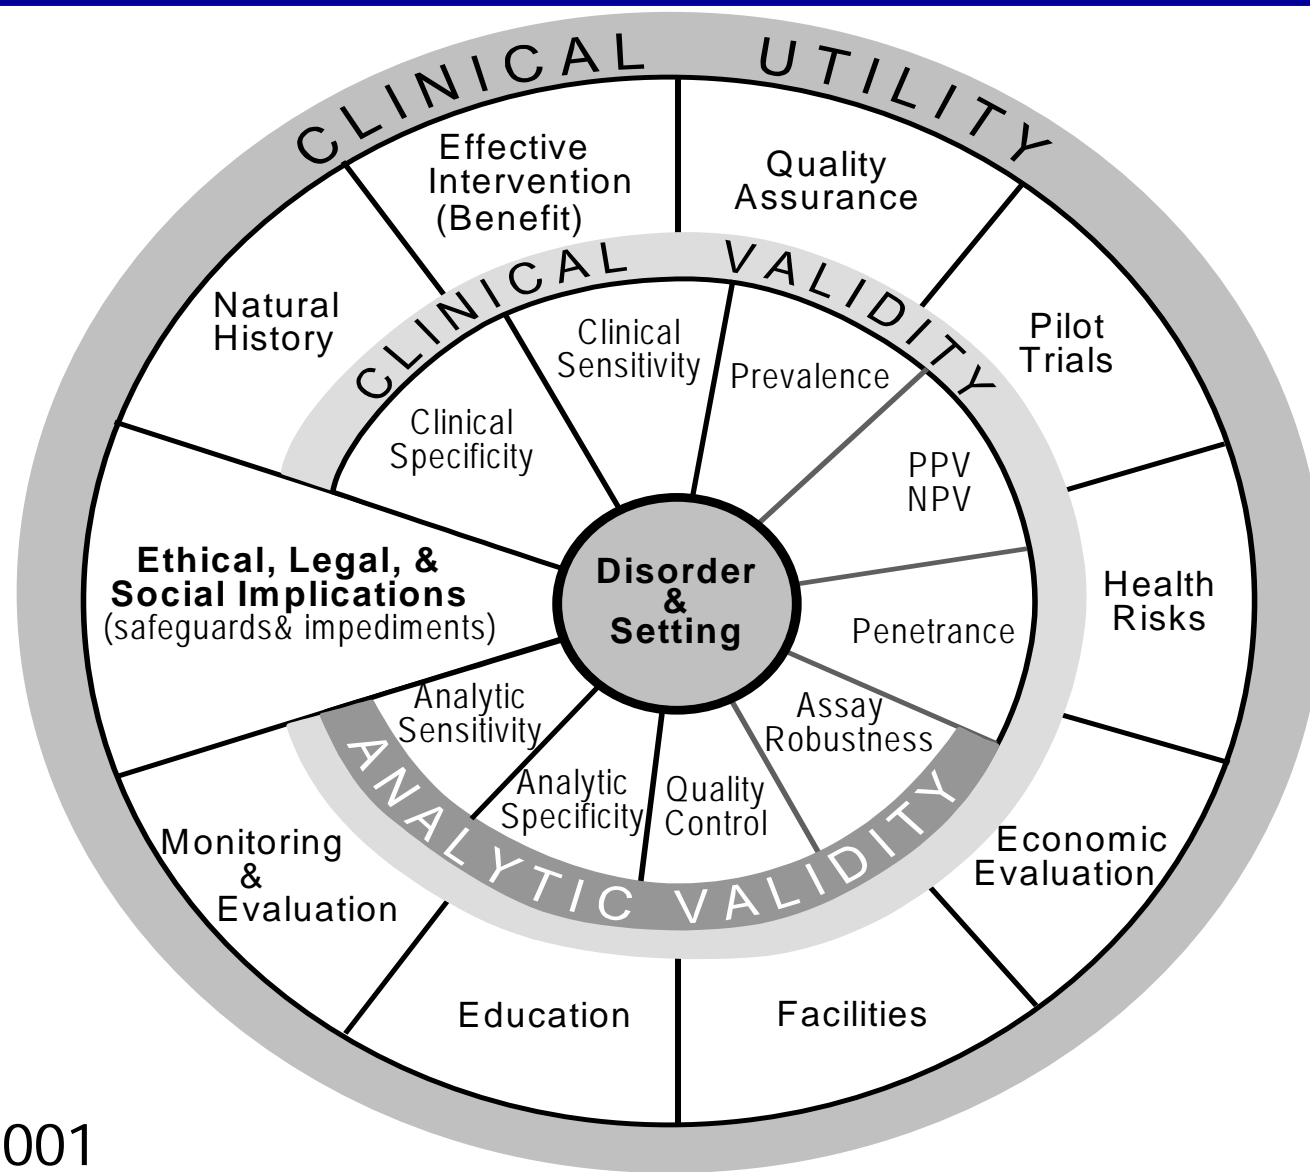 CLINICAL UTILITY
Effective
Intervention
(Benefit)
Quality
Assurance
Natural
History
Pilot
Trials
CLINICAL VALIDITY
Clinical
Sensitivity
Prevalence
Clinical
Specificity
PPV
NPV
Ethical, Legal, &
Social Implications
(safeguards& impediments)
Disorder
&
Setting
Health
Risks
Penetrance
Analytic
Sensitivity
Assay
Robustness
Analytic
Specificity
Quality
Control
ANALYTIC VALIDITY
Monitoring
&
Evaluation
Economic
Evaluation
Education
Facilities
001